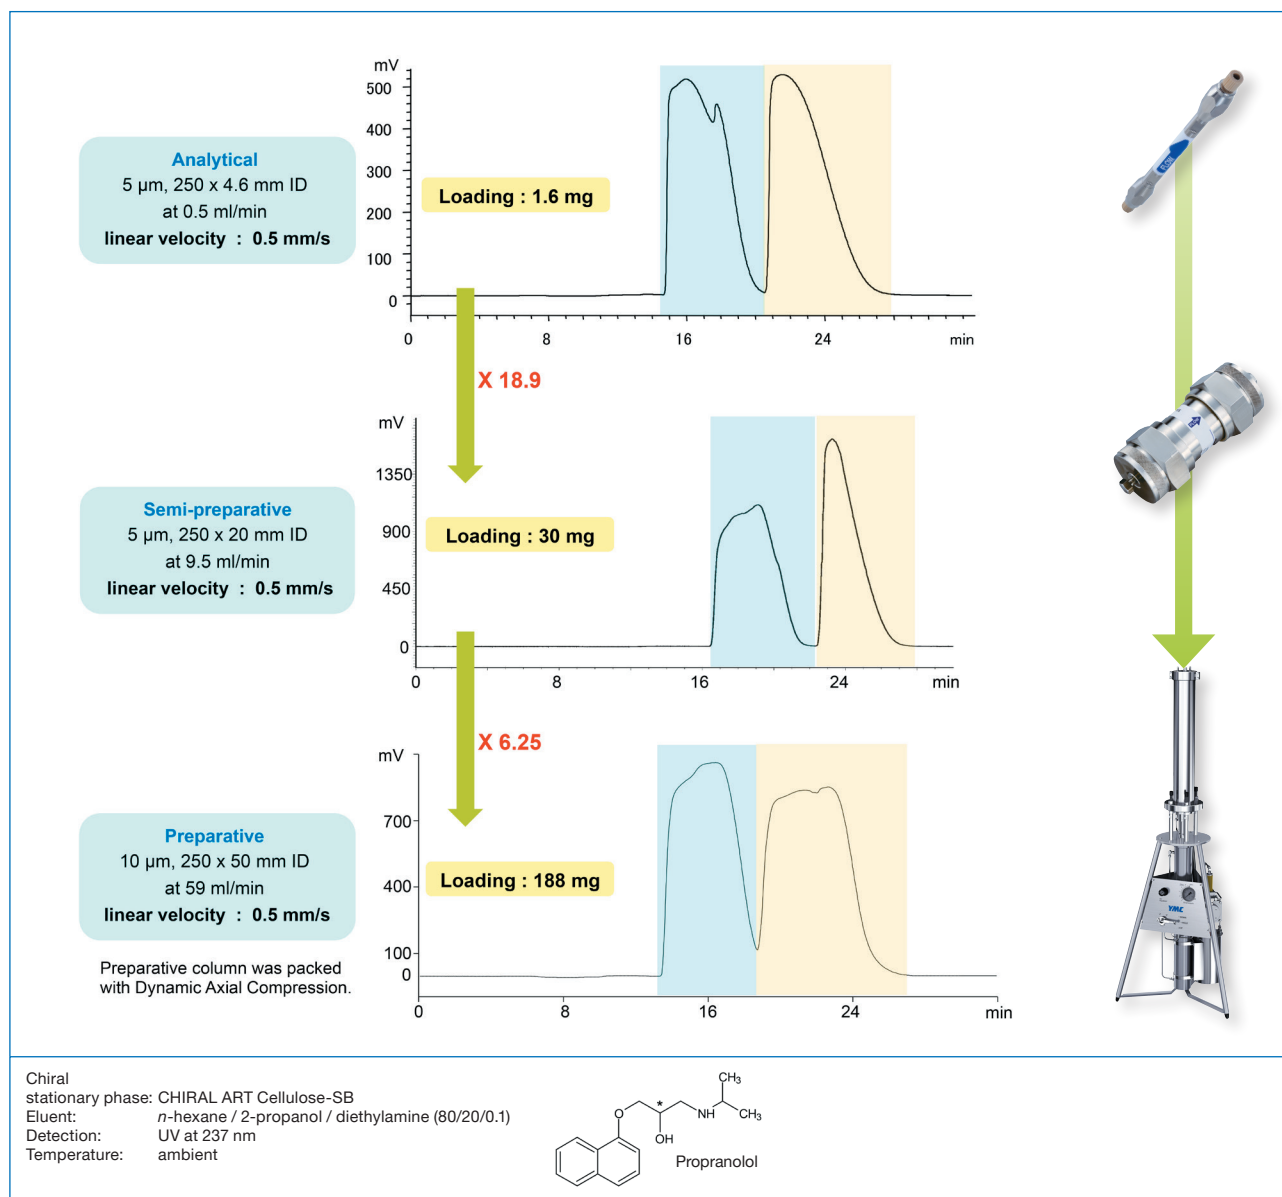 mV
500
400
300
200
100
0
0 8 16 24 min
Analytical
5 µm, 250 x 4.6 mm ID
at 0.5 ml/min
linear velocity : 0.5 mm/s
Loading : 1.6 mg
FLOW
X 18.9
mV
1350
900
450
0
0 8 16 24 min
Semi-preparative
5 µm, 250 x 20 mm ID
at 9.5 ml/min
linear velocity : 0.5 mm/s
Loading : 30 mg
X 6.25
mV
700
400
100
0
0 8 16 24 min
Preparative
10 µm, 250 x 50 mm ID
at 59 ml/min
linear velocity : 0.5 mm/s
Loading : 188 mg
Preparative column was packed
with Dynamic Axial Compression.
YMC
Chiral
stationary phase: CHIRAL ART Cellulose-SB
Eluent: n-hexane / 2-propanol / diethylamine (80/20/0.1)
Detection: UV at 237 nm
Temperature: ambient
CH3
O * NH CH3
OH
Propranolol